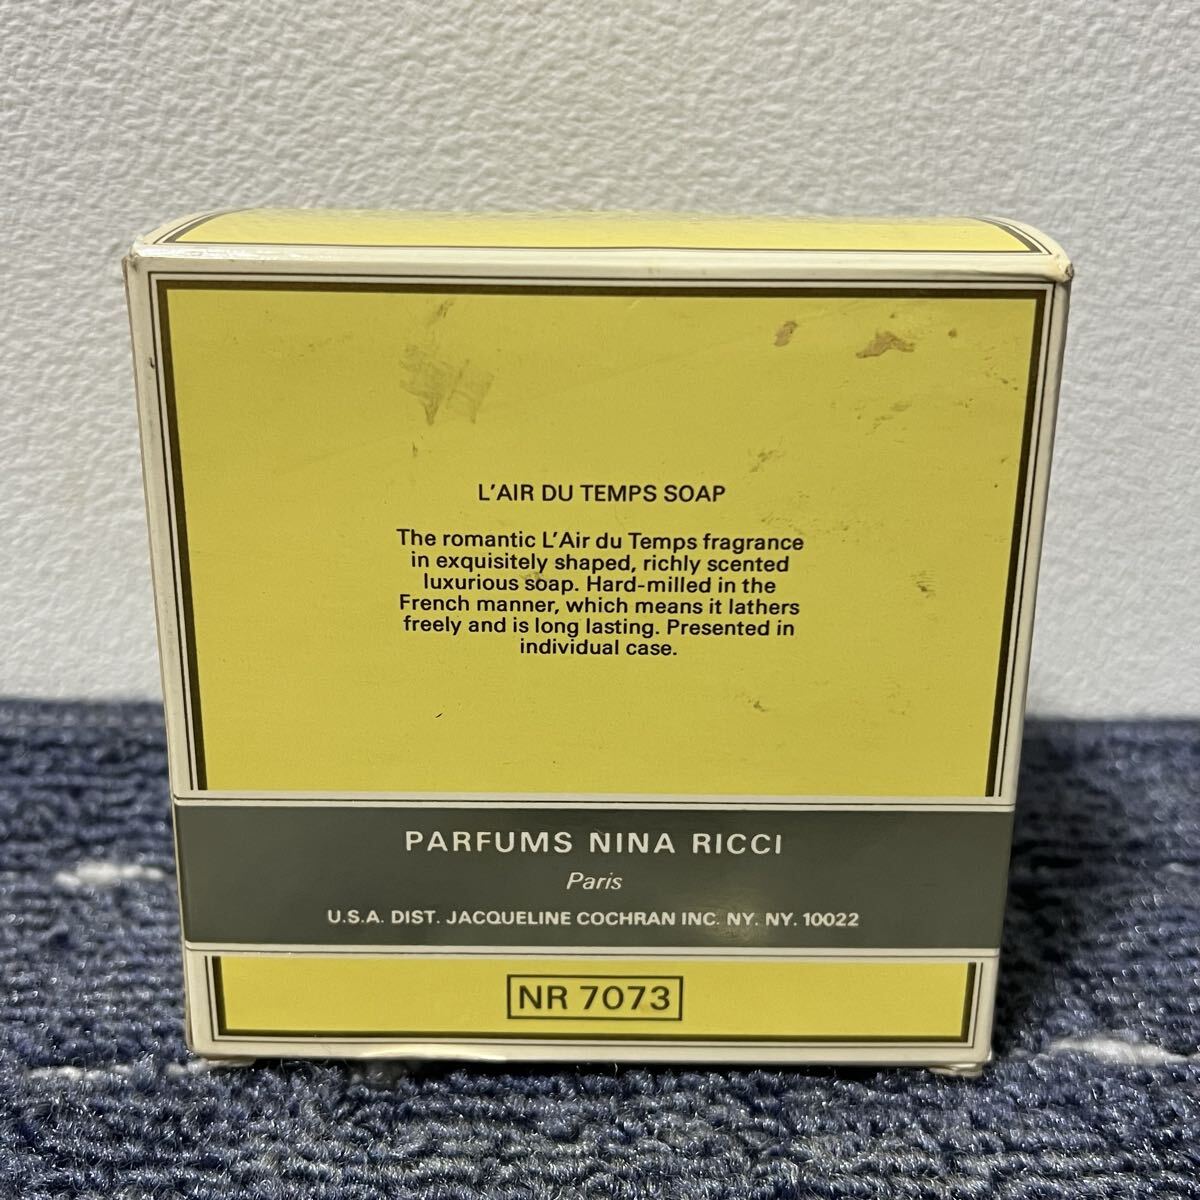 L'AIR DU TEMPS SOAP
The romantic L'Air du Temps fragrance
in exquisitely shaped, richly scented
luxurious soap. Hard-milled in the
French manner, which means it lathers
freely and is long lasting. Presented in
individual case.
PARFUMS NINA RICCI
Paris
U.S.A. DIST. JACQUELINE COCHRAN INC. NY. NY. 10022
NR 7073